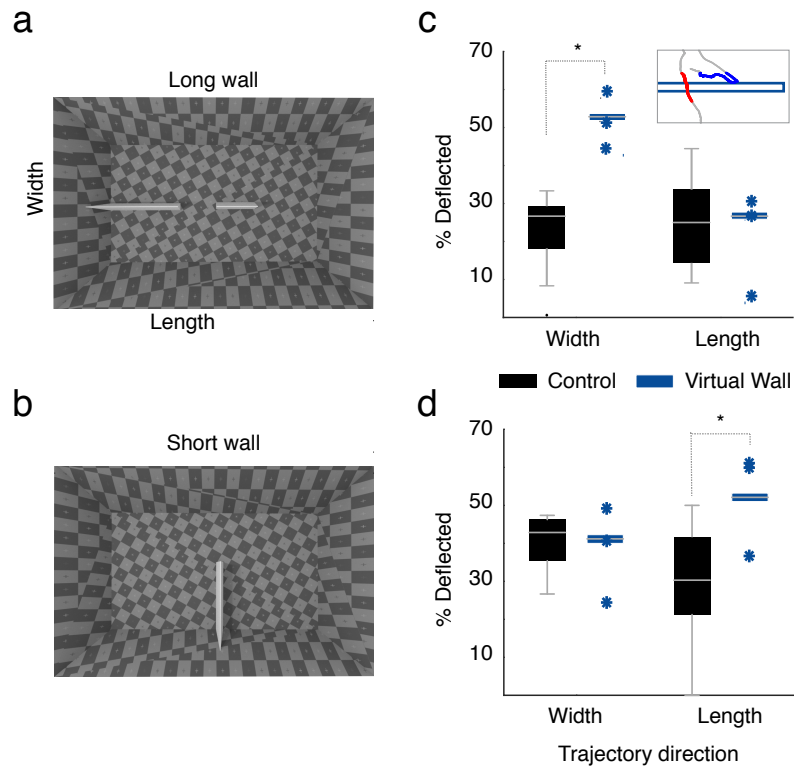 a
Long wall
Width
Length
b
Short wall
c
70
50
30
10
% Deflected
*
Width
Length
Control
Virtual Wall
d
70
50
30
10
% Deflected
*
Width
Length
Trajectory direction